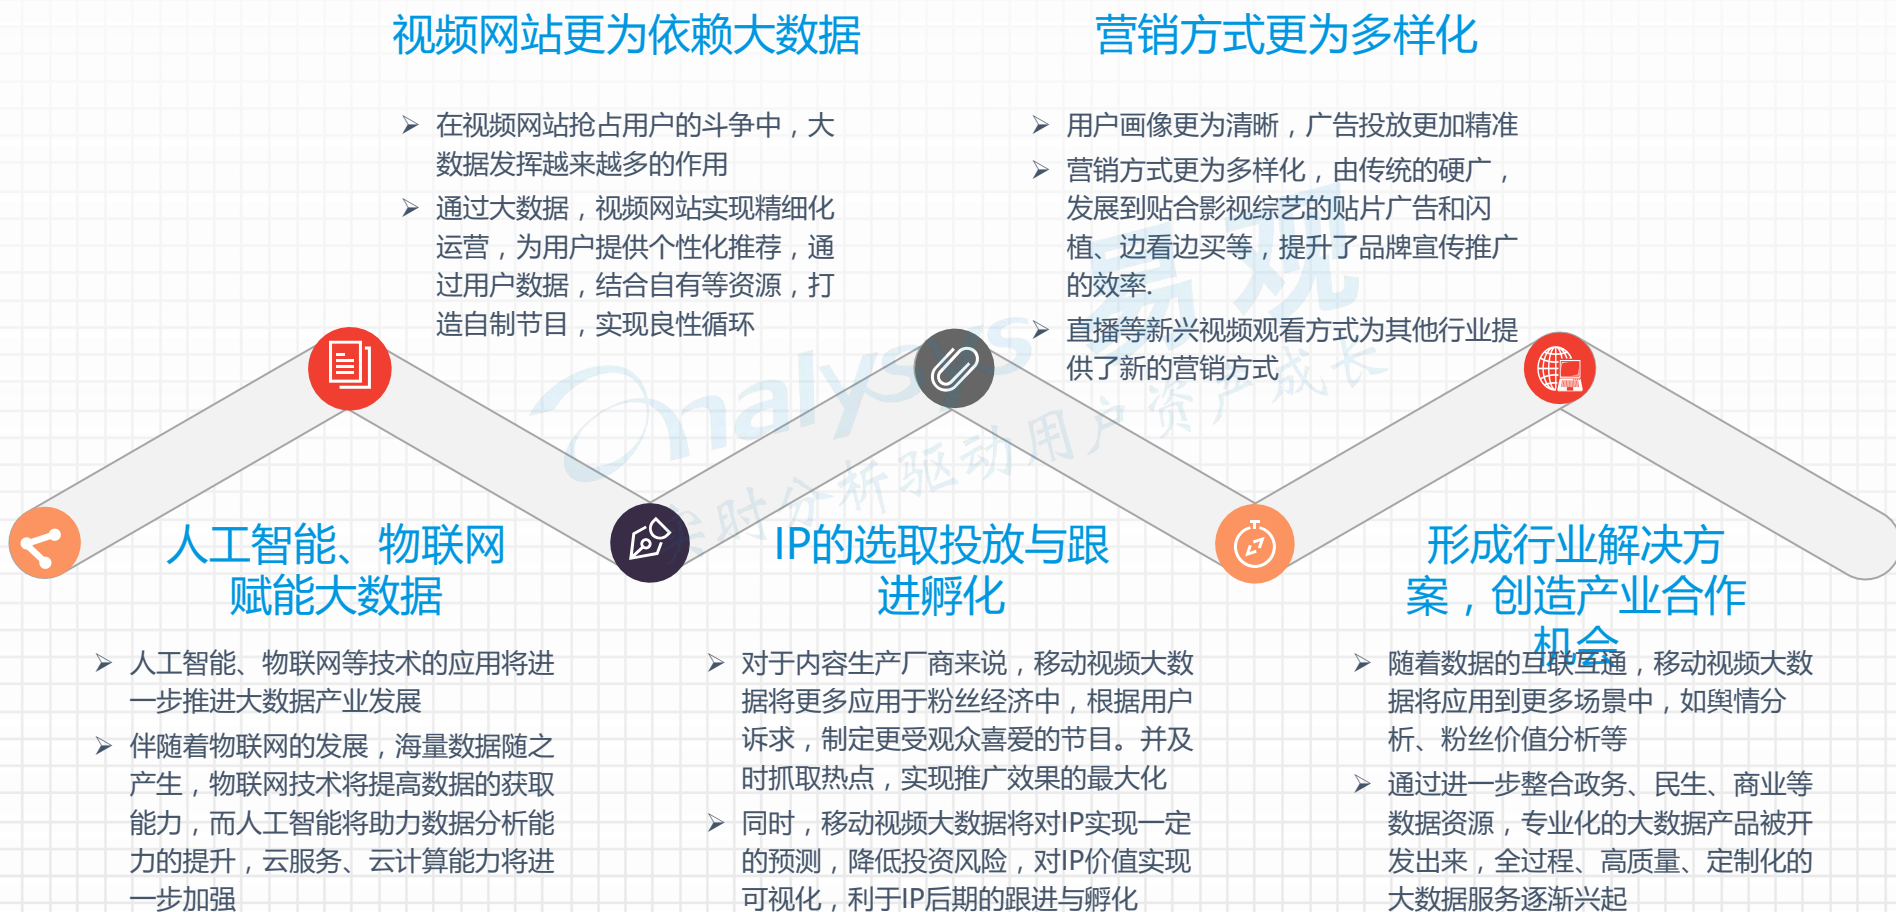 视频网站更为依赖大数据
在视频网站抢占用户的斗争中，大
数据发挥越来越多的作用
通过大数据，视频网站实现精细化
运营，为用户提供个性化推荐，通
过用户数据，结合自有等资源，打
造自制节目，实现良性循环
营销方式更为多样化
用户画像更为清晰，广告投放更加精准
营销方式更为多样化，由传统的硬广，
发展到贴合影视综艺的贴片广告和闪
植、边看边买等，提升了品牌宣传推广
的效率.
直播等新兴视频观看方式为其他行业提
供了新的营销方式
Analysys 易观
实时分析驱动用户资产成长
人工智能、物联网
赋能大数据
人工智能、物联网等技术的应用将进
一步推进大数据产业发展
伴随着物联网的发展，海量数据随之
产生，物联网技术将提高数据的获取
能力，而人工智能将助力数据分析能
力的提升，云服务、云计算能力将进
一步加强
IP的选取投放与跟
进孵化
对于内容生产厂商来说，移动视频大数
据将更多应用于粉丝经济中，根据用户
诉求，制定更受观众喜爱的节目。并及
时抓取热点，实现推广效果的最大化
同时，移动视频大数据将对IP实现一定
的预测，降低投资风险，对IP价值实现
可视化，利于IP后期的跟进与孵化
形成行业解决方
案，创造产业合作
机会
随着数据的互联互通，移动视频大数
据将应用到更多场景中，如舆情分
析、粉丝价值分析等
通过进一步整合政务、民生、商业等
数据资源，专业化的大数据产品被开
发出来，全过程、高质量、定制化的
大数据服务逐渐兴起